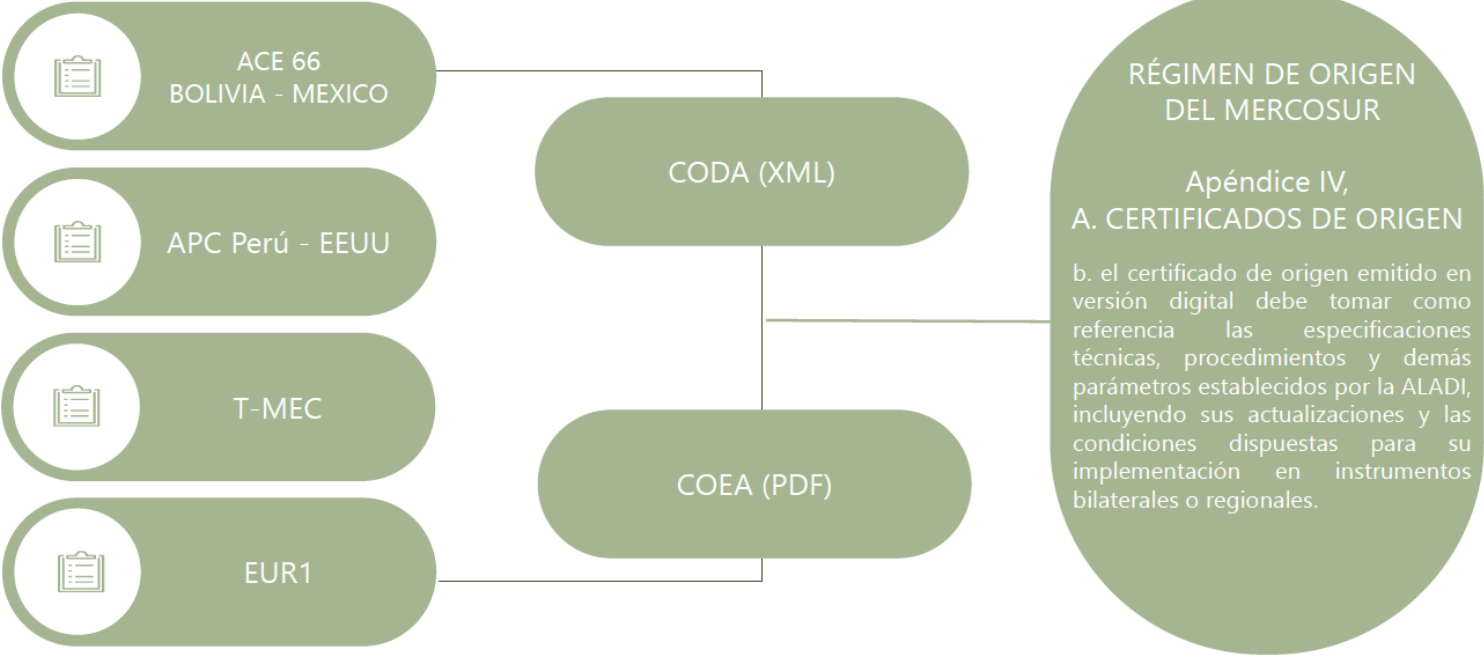 ACE 66
BOLIVIA - MEXICO
APC Perú - EEUU
T-MEC
EUR1
CODA (XML)
COEA (PDF)
RÉGIMEN DE ORIGEN
DEL MERCOSUR
Apéndice IV,
A. CERTIFICADOS DE ORIGEN
b. el certificado de origen emitido en
versión digital debe tomar como
referencia las especificaciones
técnicas, procedimientos y demás
parámetros establecidos por la ALADI,
incluyendo sus actualizaciones y las
condiciones dispuestas para su
implementación en instrumentos
bilaterales o regionales.